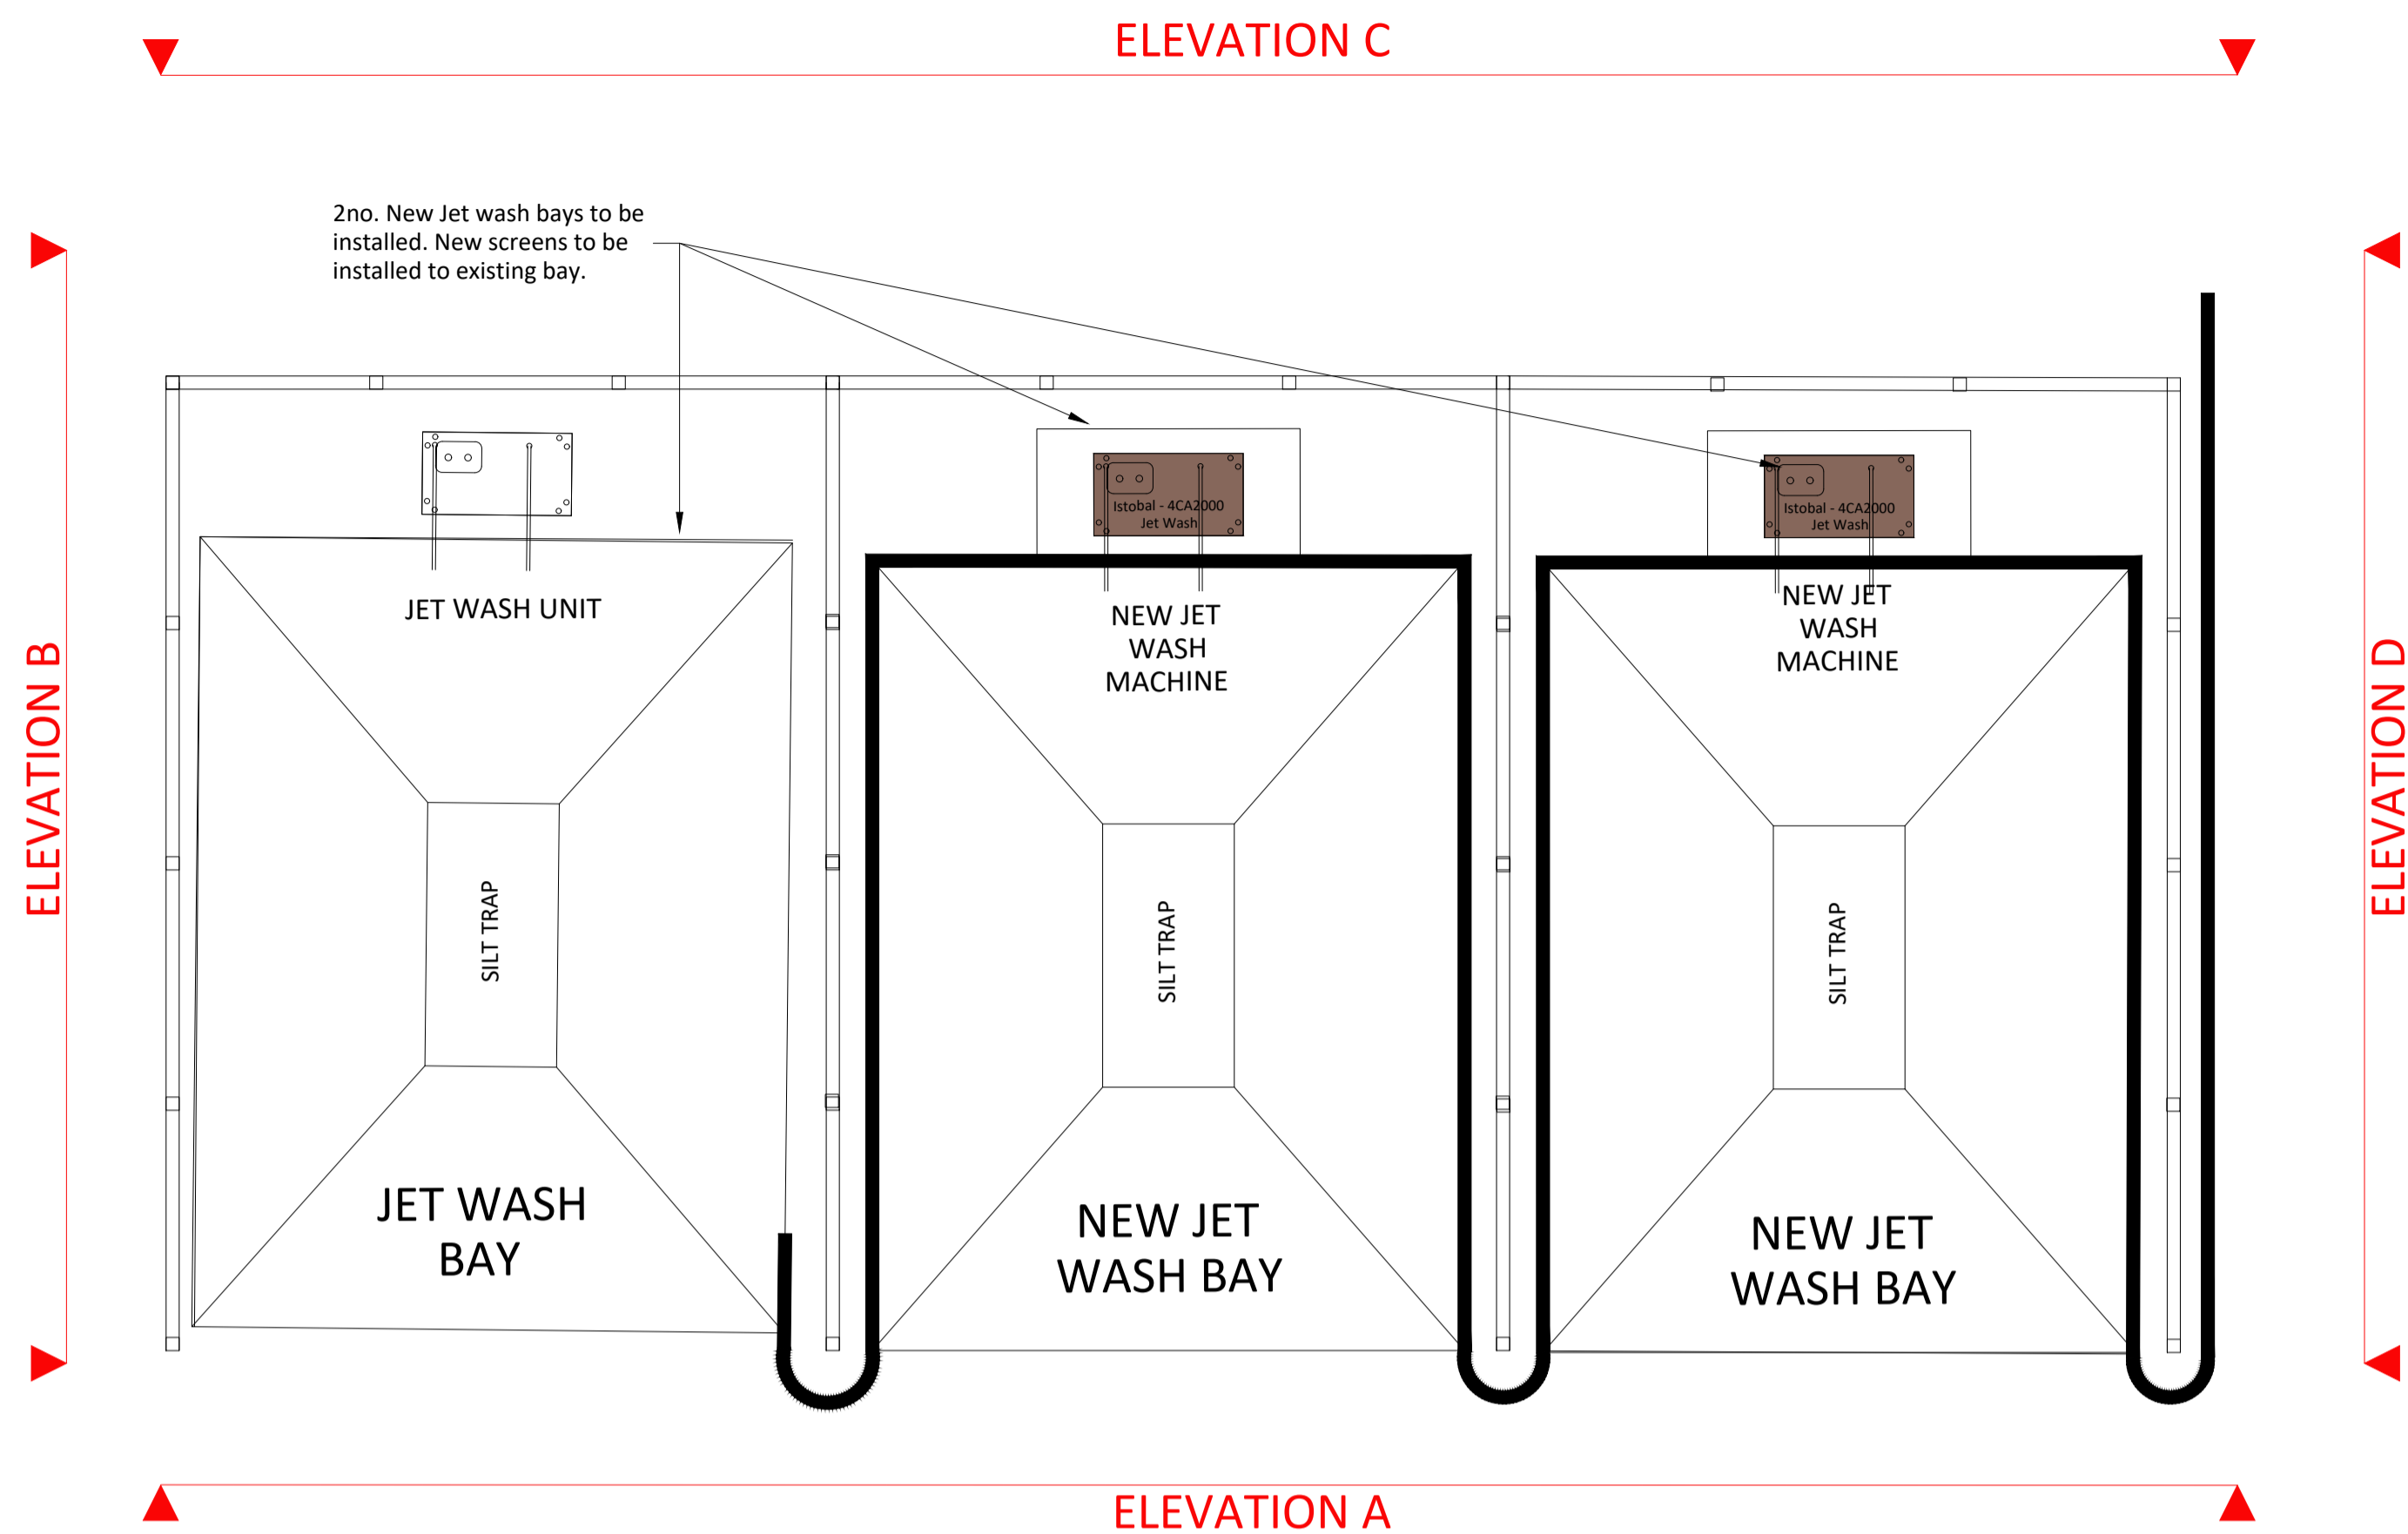 ELEVATION C
2no. New Jet wash bays to be
installed. New screens to be
installed to existing bay.
ELEVATION B
ELEVATION D
Istobal - 4CA2000
Jet Wash
Istobal - 4CA2000
Jet Wash
JET WASH UNIT
NEW JET
WASH
MACHINE
NEW JET
WASH
MACHINE
SILT TRAP
SILT TRAP
SILT TRAP
JET WASH
BAY
NEW JET
WASH BAY
NEW JET
WASH BAY
ELEVATION A